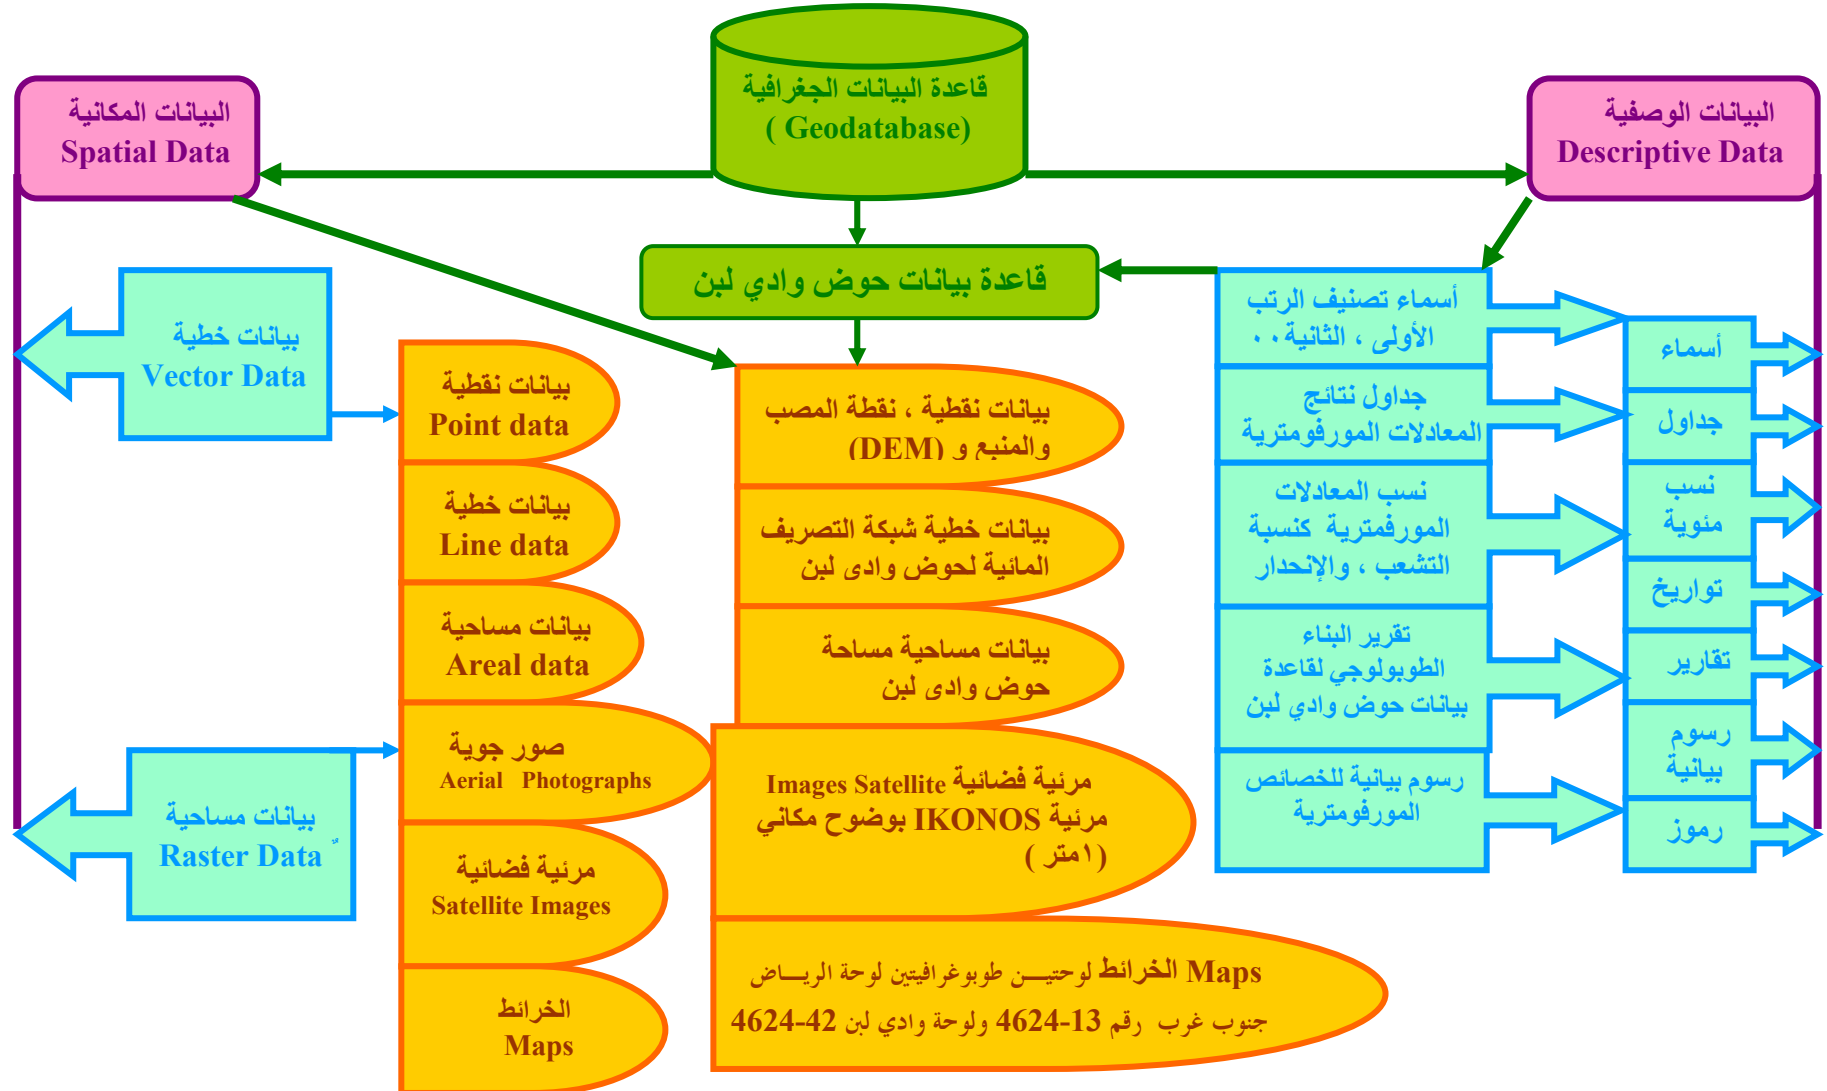 قاعدة البيانات الجغرافية
( Geodatabase)
البيانات المكانية
Spatial Data
البيانات الوصفية
Descriptive Data
قاعدة بيانات حوض وادي لبن
بيانات خطية
Vector Data
بيانات مساحية
Raster Data
بيانات نقطية
Point data
بيانات خطية
Line data
بيانات مساحية
Areal data
صور جوية
Aerial Photographs
مرئية فضائية
Satellite Images
الخرائط
Maps
بيانات نقطية ، نقطة المصب
والمنبع و (DEM)
بيانات خطية شبكة التصريف
المائية لحوض وادي لبن
بيانات مساحية مساحة
حوض وادي لبن
مرئية فضائية Images Satellite
مرئية IKONOS بوضوح مكاني
(١متر )
Maps الخرائط لوحتيـــن طوبوغرافيتين لوحة الريـــاض
جنوب غرب رقم 13-4624 ولوحة وادي لبن 42-4624
أسماء تصنيف الرتب
الأولى ، الثانية٠٠
جداول نتائج
المعادلات المورفومترية
نسب المعادلات
المورفمترية كنسبة
التشعب ، والإنحدار
تقرير البناء
الطوبولوجي لقاعدة
بيانات حوض وادي لبن
رسوم بيانية للخصائص
المورفومترية
أسماء
جداول
نسب
مئوية
تواريخ
تقارير
رسوم
بيانية
رموز